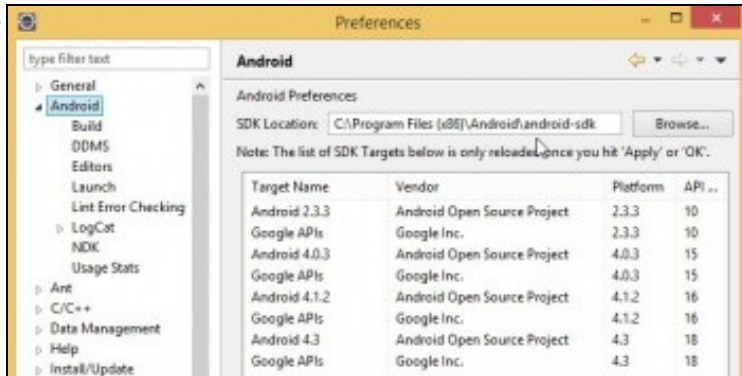 Preferences
type filter text
General
Android
Build
DDMS
Editors
Launch
Lint Error Checking
LogCat
NDK
Usage Stats
Ant
C/C++
Data Management
Help
Install/Update
Android
Android Preferences
SDK Location: C:\Program Files (x86)\Android\android-sdk Browse...
Note: The list of SDK Targets below is only reloaded once you hit 'Apply' or 'OK'.
Target Name Vendor Platform API ...
Android 2.3.3 Android Open Source Project 2.3.3 10
Google APIs Google Inc. 2.3.3 10
Android 4.0.3 Android Open Source Project 4.0.3 15
Google APIs Google Inc. 4.0.3 15
Android 4.1.2 Android Open Source Project 4.1.2 16
Google APIs Google Inc. 4.1.2 16
Android 4.3 Android Open Source Project 4.3 18
Google APIs Google Inc. 4.3 18